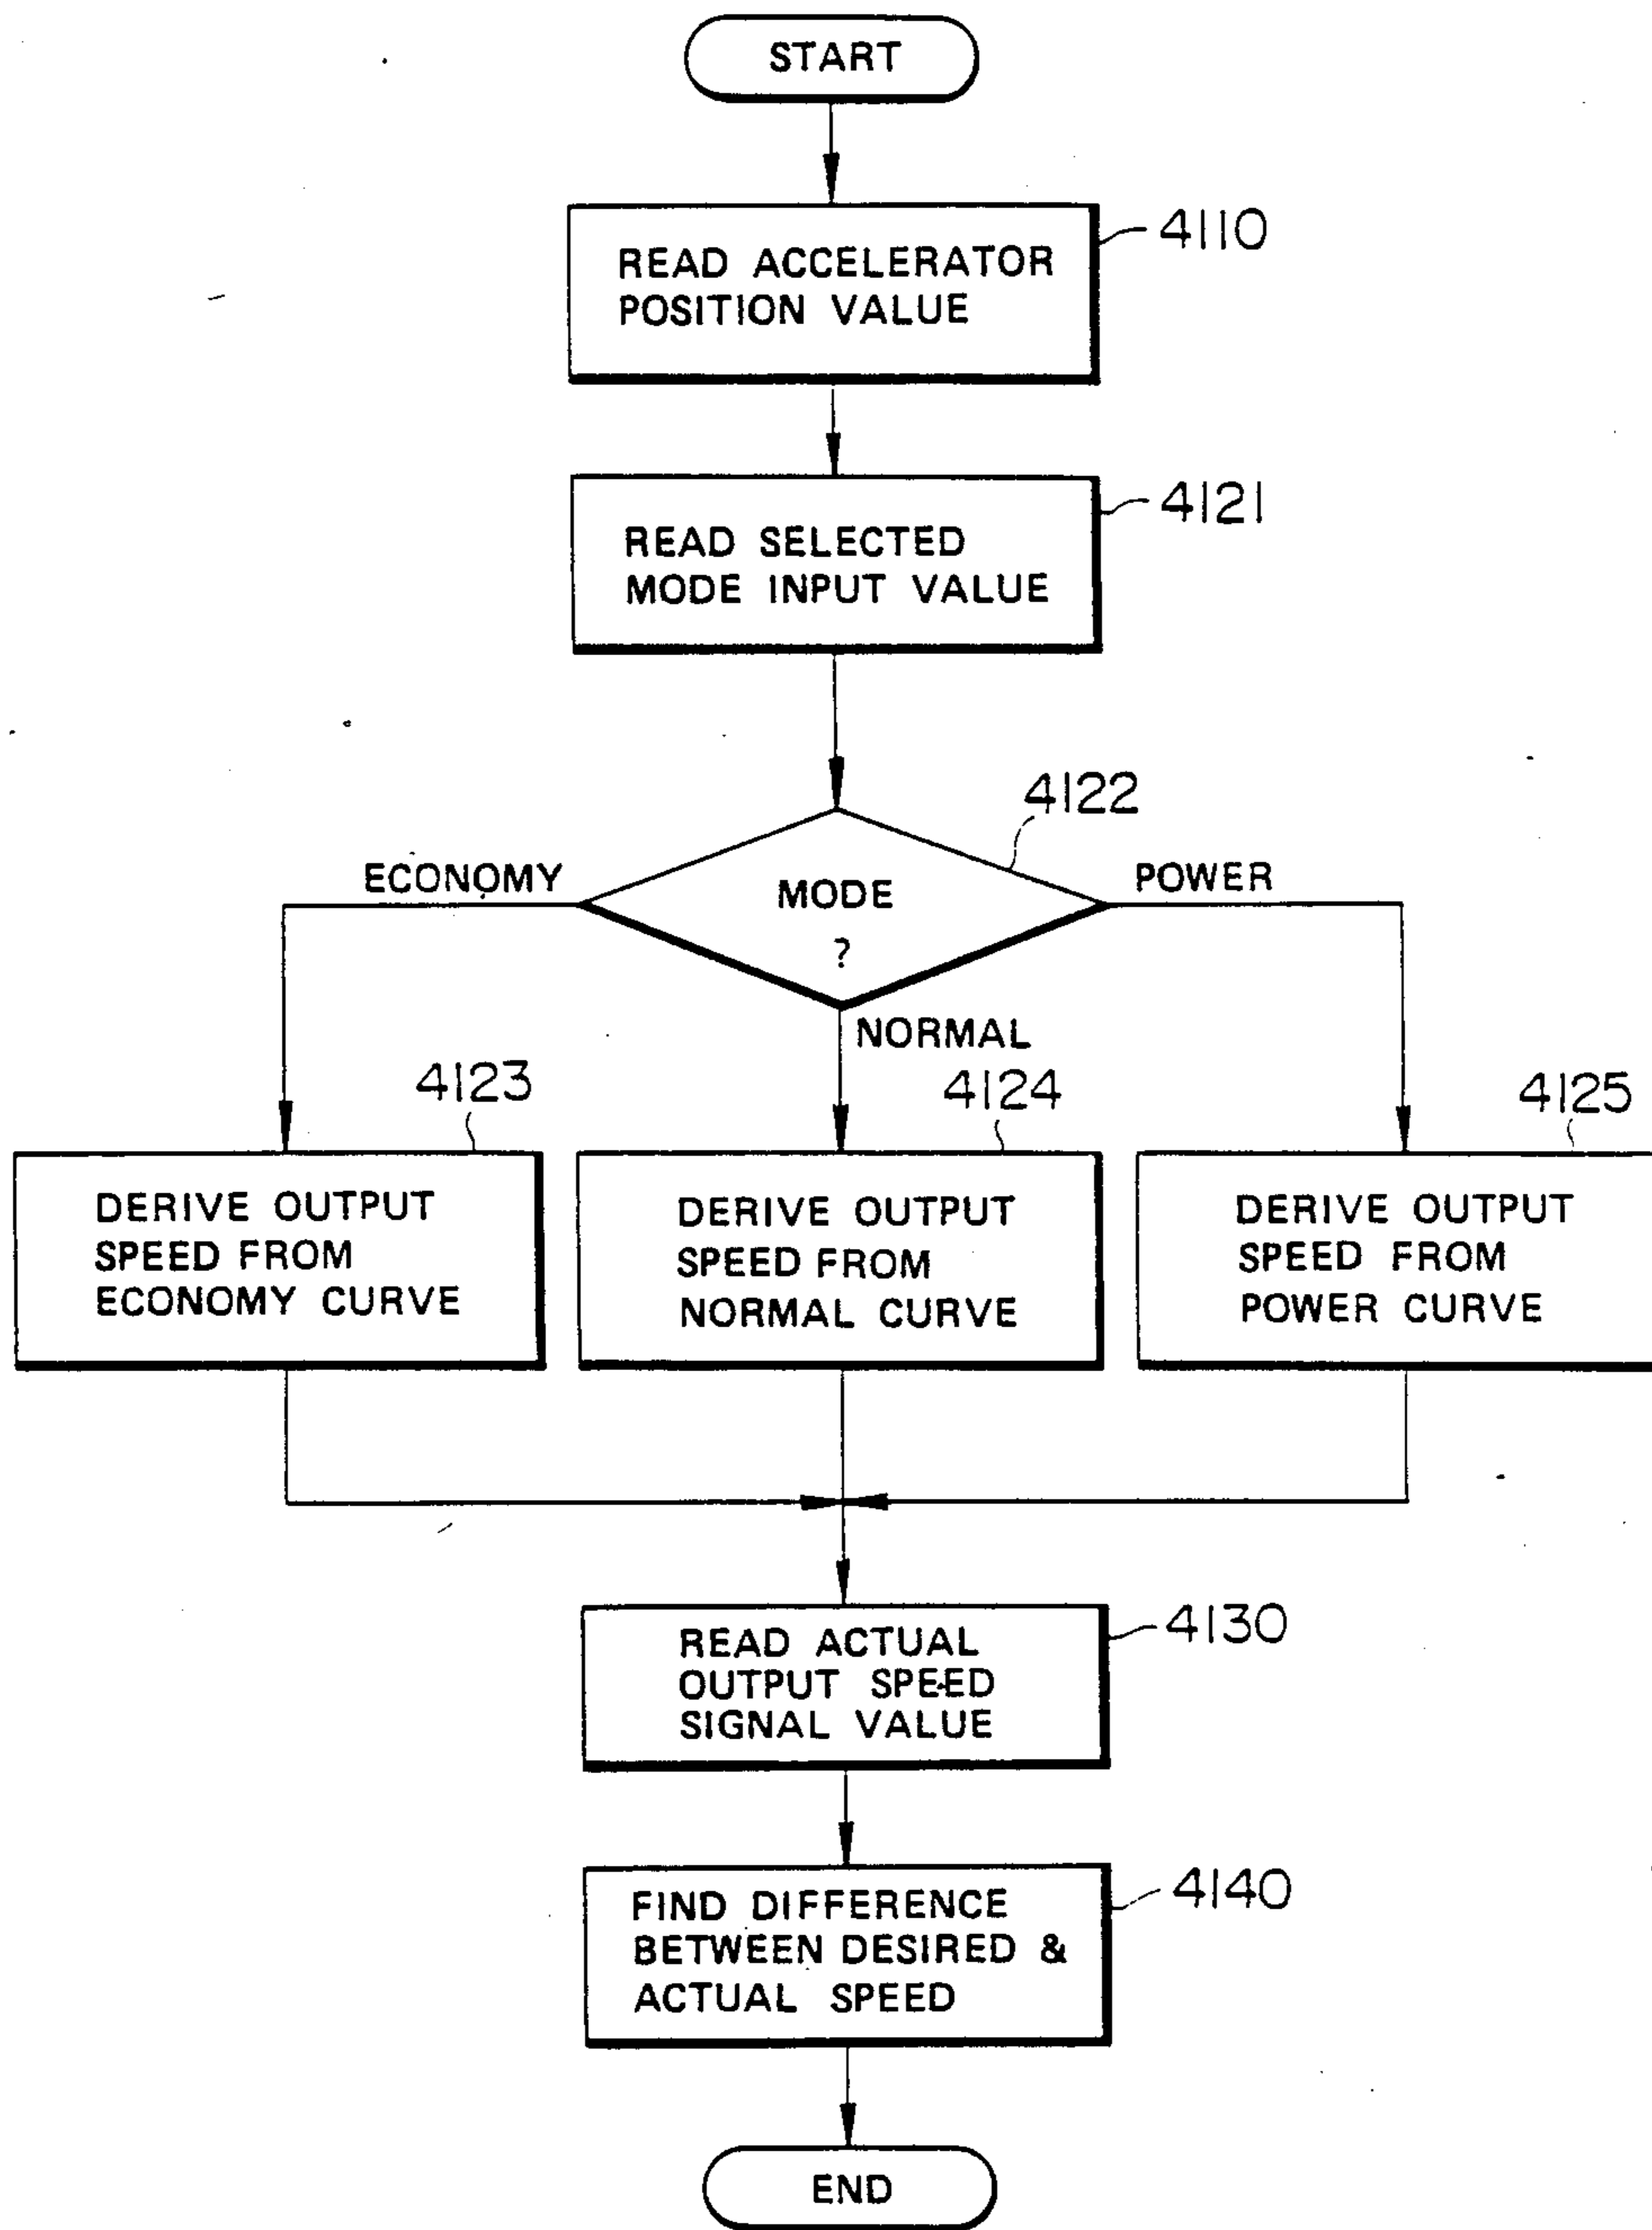 START
READ ACCELERATOR
POSITION VALUE
4110
READ SELECTED
MODE INPUT VALUE
4121
4122
ECONOMY
MODE
?
POWER
NORMAL
4123
DERIVE OUTPUT
SPEED FROM
ECONOMY CURVE
4124
DERIVE OUTPUT
SPEED FROM
NORMAL CURVE
4125
DERIVE OUTPUT
SPEED FROM
POWER CURVE
READ ACTUAL
OUTPUT SPEED
SIGNAL VALUE
4130
FIND DIFFERENCE
BETWEEN DESIRED &
ACTUAL SPEED
4140
END